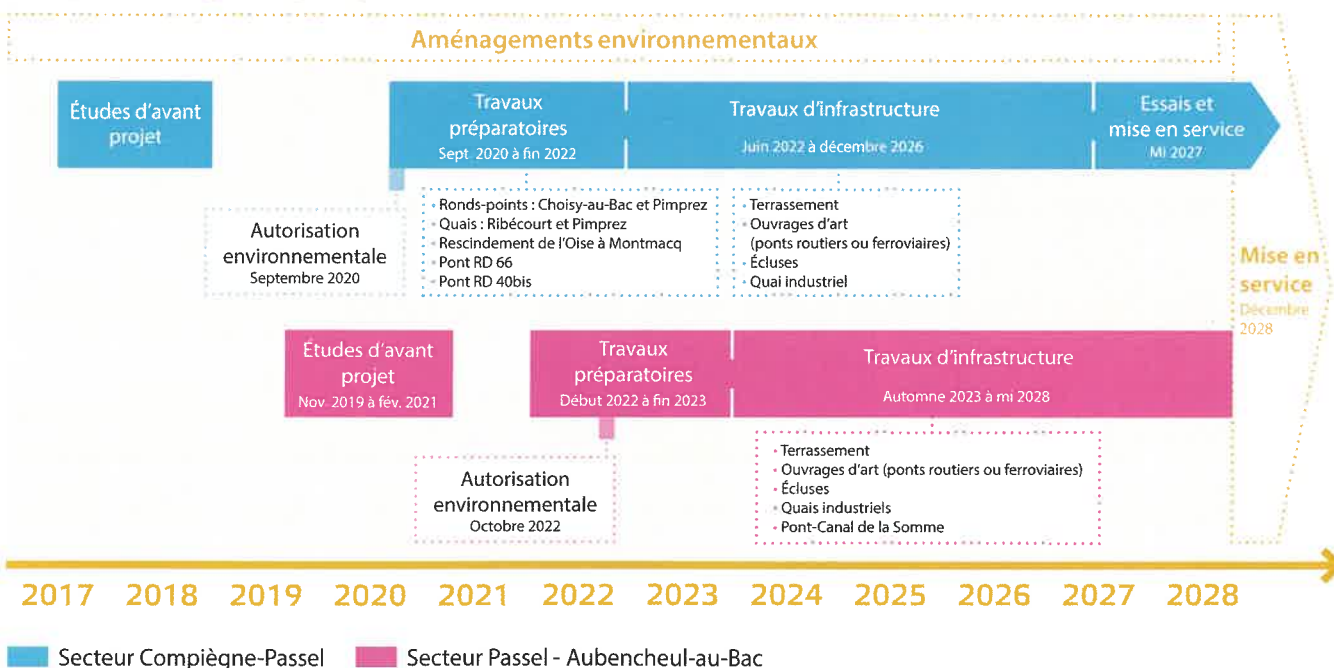 Aménagements environnementaux
Études d'avant
projet
Travaux
préparatoires
Sept. 2020 à fin 2022
Travaux d'infrastructure
Juin 2022 à décembre 2026
Essais et
mise en service
Mi 2027
Autorisation
environnementale
Septembre 2020
• Ronds-points : Choisy-au-Bac et Pimprez
• Quais : Ribécourt et Pimprez
• Rescindement de l'Oise à Montmacq
• Pont RD 66
• Pont RD 40bis
• Terrassement
• Ouvrages d'art
(ponts routiers ou ferroviaires)
• Écluses
• Quai industriel
Mise en
service
Décembre
2028
Études d'avant
projet
Nov. 2019 à fév. 2021
Travaux
préparatoires
Début 2022 à fin 2023
Travaux d'infrastructure
Automne 2023 à mi 2028
Autorisation
environnementale
Octobre 2022
• Terrassement
• Ouvrages d'art (ponts routiers ou ferroviaires)
• Écluses
• Quais industriels
• Pont-Canal de la Somme
2017 2018 2019 2020 2021 2022 2023 2024 2025 2026 2027 2028
Secteur Compiègne-Passel
Secteur Passel - Aubencheul-au-Bac